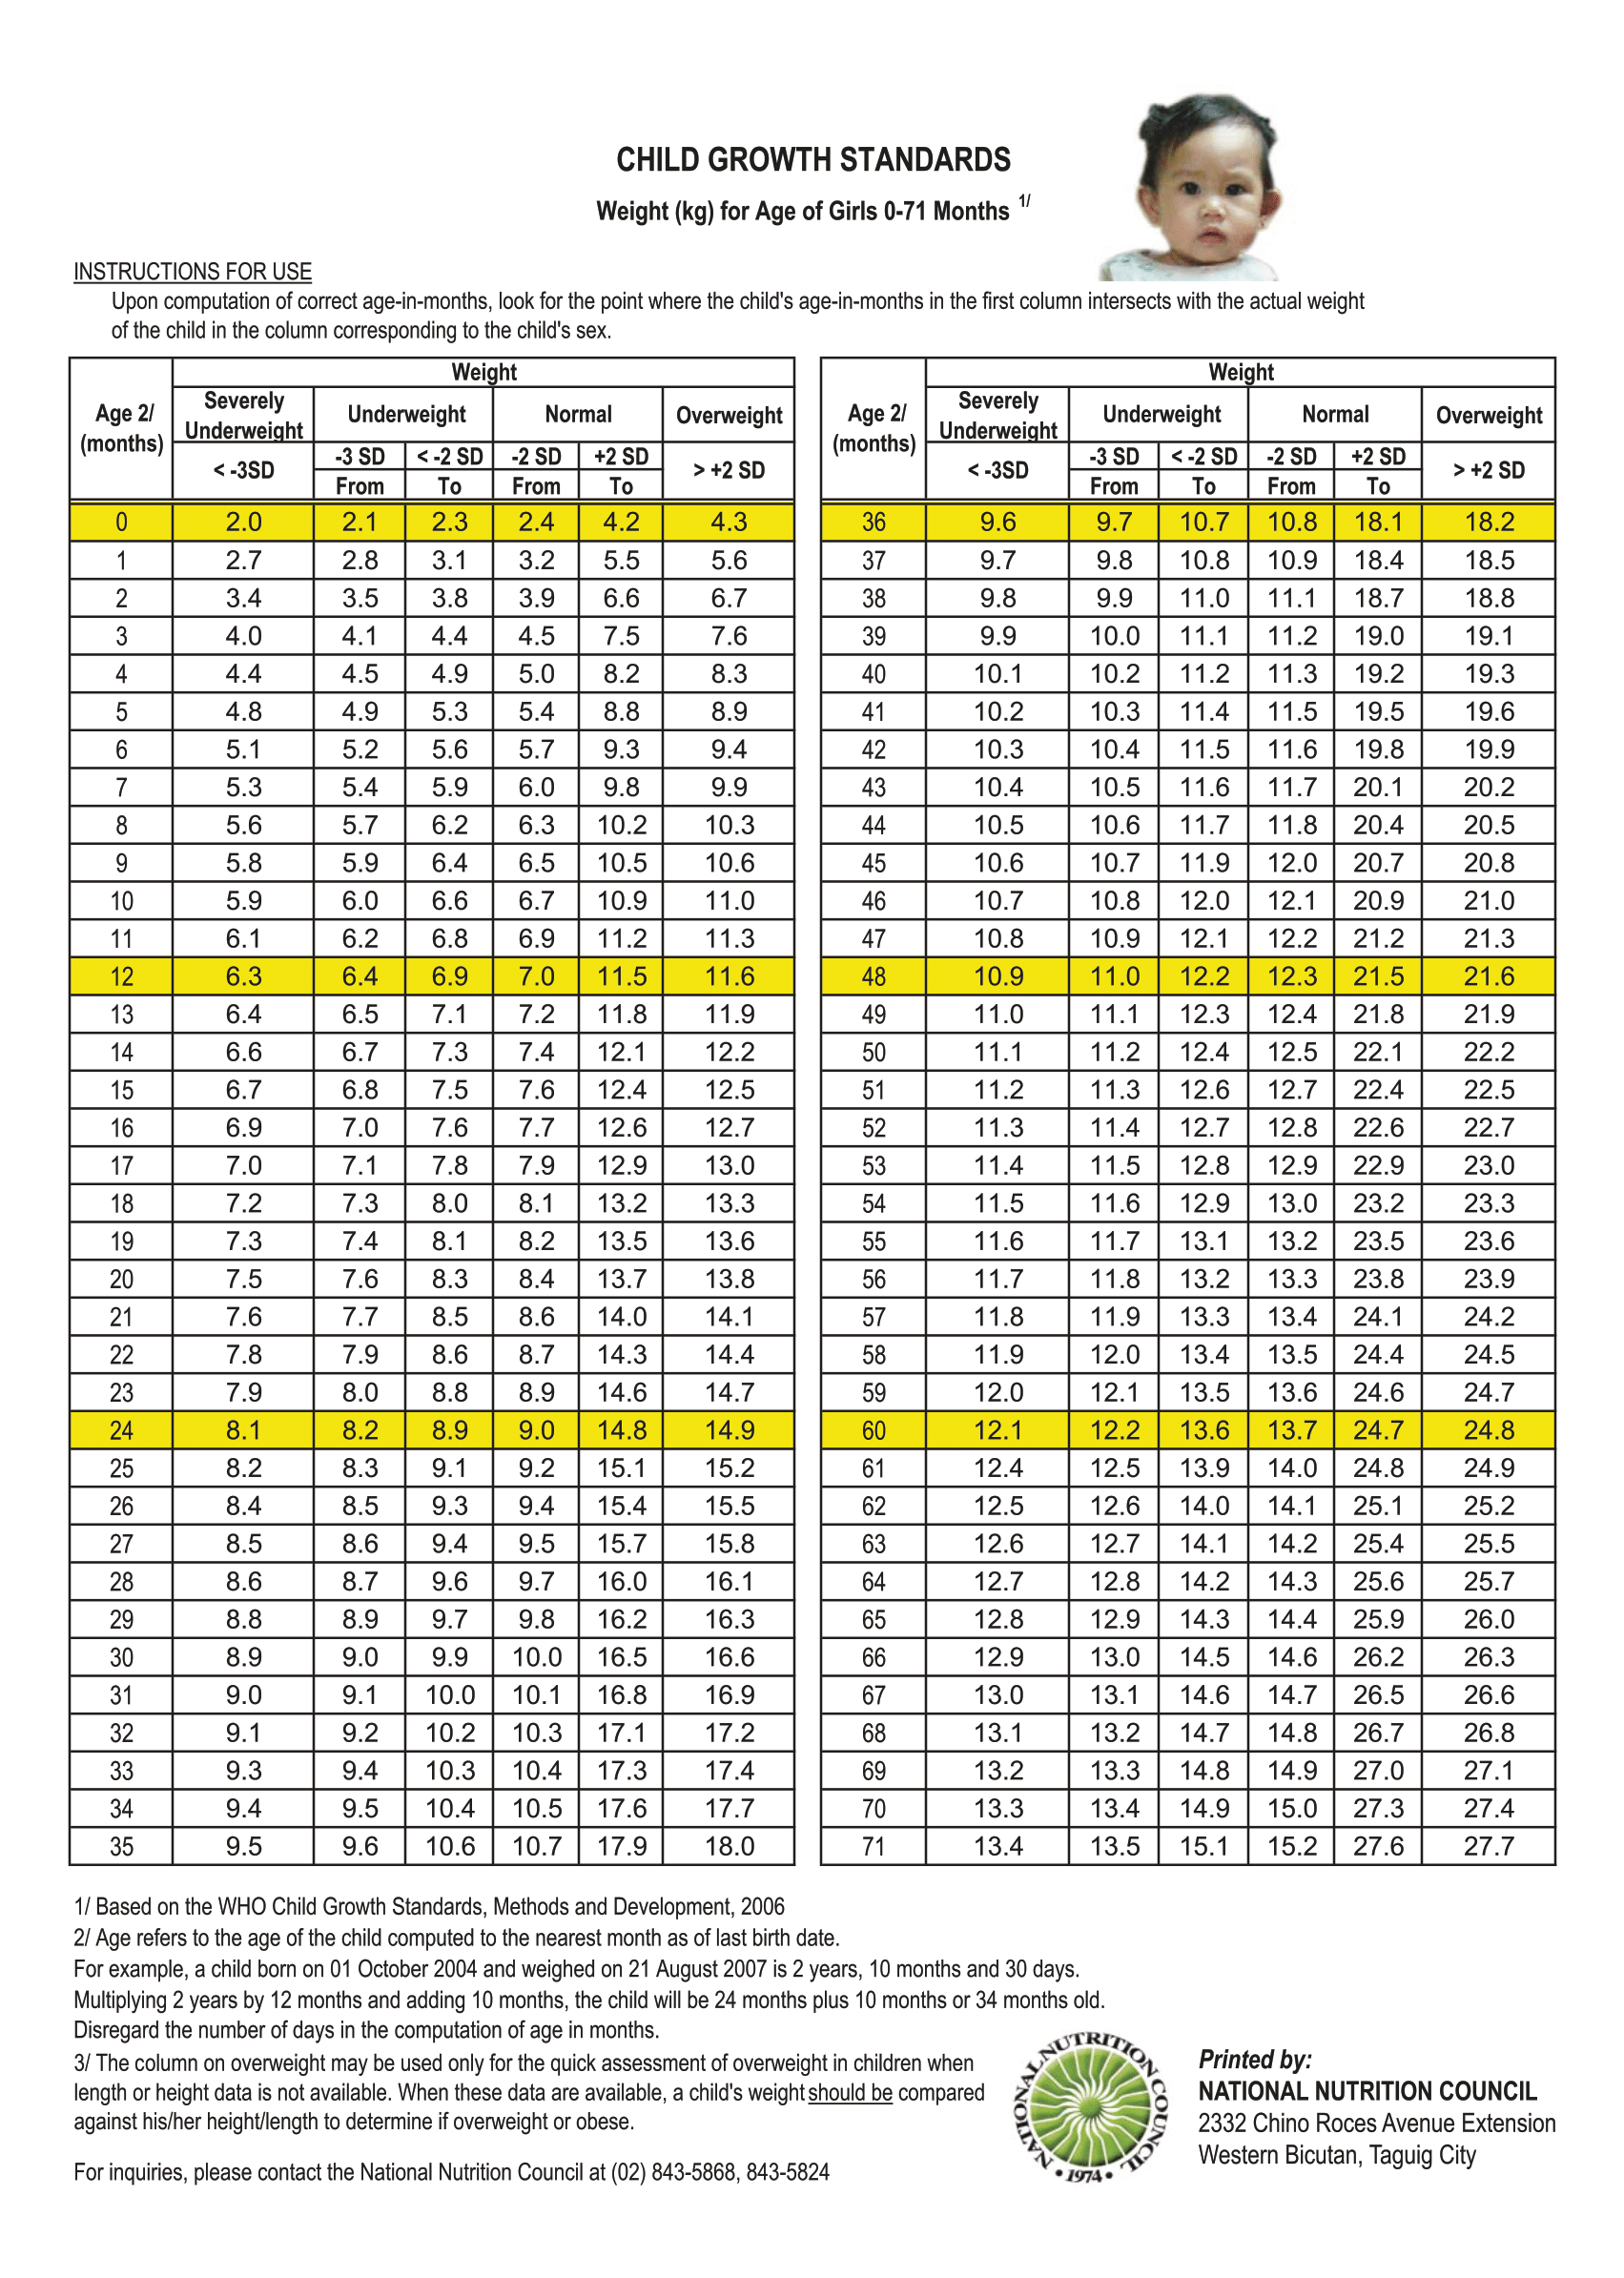 CHILD GROWTH STANDARDS
Weight (kg) for Age of Girls 0-71 Months 1/
INSTRUCTIONS FOR USE
Upon computation of correct age-in-months, look for the point where the child's age-in-months in the first column intersects with the actual weight
of the child in the column corresponding to the child's sex.
Age 2/ (months) Weight
Severely Underweight Underweight Normal Overweight
< -3SD -3 SD < -2 SD -2 SD +2 SD > +2 SD
From To From To
0 2.0 2.1 2.3 2.4 4.2 4.3
1 2.7 2.8 3.1 3.2 5.5 5.6
2 3.4 3.5 3.8 3.9 6.6 6.7
3 4.0 4.1 4.4 4.5 7.5 7.6
4 4.4 4.5 4.9 5.0 8.2 8.3
5 4.8 4.9 5.3 5.4 8.8 8.9
6 5.1 5.2 5.6 5.7 9.3 9.4
7 5.3 5.4 5.9 6.0 9.8 9.9
8 5.6 5.7 6.2 6.3 10.2 10.3
9 5.8 5.9 6.4 6.5 10.5 10.6
10 5.9 6.0 6.6 6.7 10.9 11.0
11 6.1 6.2 6.8 6.9 11.2 11.3
12 6.3 6.4 6.9 7.0 11.5 11.6
13 6.4 6.5 7.1 7.2 11.8 11.9
14 6.6 6.7 7.3 7.4 12.1 12.2
15 6.7 6.8 7.5 7.6 12.4 12.5
16 6.9 7.0 7.6 7.7 12.6 12.7
17 7.0 7.1 7.8 7.9 12.9 13.0
18 7.2 7.3 8.0 8.1 13.2 13.3
19 7.3 7.4 8.1 8.2 13.5 13.6
20 7.5 7.6 8.3 8.4 13.7 13.8
21 7.6 7.7 8.5 8.6 14.0 14.1
22 7.8 7.9 8.6 8.7 14.3 14.4
23 7.9 8.0 8.8 8.9 14.6 14.7
24 8.1 8.2 8.9 9.0 14.8 14.9
25 8.2 8.3 9.1 9.2 15.1 15.2
26 8.4 8.5 9.3 9.4 15.4 15.5
27 8.5 8.6 9.4 9.5 15.7 15.8
28 8.6 8.7 9.6 9.7 16.0 16.1
29 8.8 8.9 9.7 9.8 16.2 16.3
30 8.9 9.0 9.9 10.0 16.5 16.6
31 9.0 9.1 10.0 10.1 16.8 16.9
32 9.1 9.2 10.2 10.3 17.1 17.2
33 9.3 9.4 10.3 10.4 17.3 17.4
34 9.4 9.5 10.4 10.5 17.6 17.7
35 9.5 9.6 10.6 10.7 17.9 18.0
Age 2/ (months) Weight
Severely Underweight Underweight Normal Overweight
< -3SD -3 SD < -2 SD -2 SD +2 SD > +2 SD
From To From To
36 9.6 9.7 10.7 10.8 18.1 18.2
37 9.7 9.8 10.8 10.9 18.4 18.5
38 9.8 9.9 11.0 11.1 18.7 18.8
39 9.9 10.0 11.1 11.2 19.0 19.1
40 10.1 10.2 11.2 11.3 19.2 19.3
41 10.2 10.3 11.4 11.5 19.5 19.6
42 10.3 10.4 11.5 11.6 19.8 19.9
43 10.4 10.5 11.6 11.7 20.1 20.2
44 10.5 10.6 11.7 11.8 20.4 20.5
45 10.6 10.7 11.9 12.0 20.7 20.8
46 10.7 10.8 12.0 12.1 20.9 21.0
47 10.8 10.9 12.1 12.2 21.2 21.3
48 10.9 11.0 12.2 12.3 21.5 21.6
49 11.0 11.1 12.3 12.4 21.8 21.9
50 11.1 11.2 12.4 12.5 22.1 22.2
51 11.2 11.3 12.6 12.7 22.4 22.5
52 11.3 11.4 12.7 12.8 22.6 22.7
53 11.4 11.5 12.8 12.9 22.9 23.0
54 11.5 11.6 12.9 13.0 23.2 23.3
55 11.6 11.7 13.1 13.2 23.5 23.6
56 11.7 11.8 13.2 13.3 23.8 23.9
57 11.8 11.9 13.3 13.4 24.1 24.2
58 11.9 12.0 13.4 13.5 24.4 24.5
59 12.0 12.1 13.5 13.6 24.6 24.7
60 12.1 12.2 13.6 13.7 24.7 24.8
61 12.4 12.5 13.9 14.0 24.8 24.9
62 12.5 12.6 14.0 14.1 25.1 25.2
63 12.6 12.7 14.1 14.2 25.4 25.5
64 12.7 12.8 14.2 14.3 25.6 25.7
65 12.8 12.9 14.3 14.4 25.9 26.0
66 12.9 13.0 14.5 14.6 26.2 26.3
67 13.0 13.1 14.6 14.7 26.5 26.6
68 13.1 13.2 14.7 14.8 26.7 26.8
69 13.2 13.3 14.8 14.9 27.0 27.1
70 13.3 13.4 14.9 15.0 27.3 27.4
71 13.4 13.5 15.1 15.2 27.6 27.7
1/ Based on the WHO Child Growth Standards, Methods and Development, 2006
2/ Age refers to the age of the child computed to the nearest month as of last birth date.
For example, a child born on 01 October 2004 and weighed on 21 August 2007 is 2 years, 10 months and 30 days.
Multiplying 2 years by 12 months and adding 10 months, the child will be 24 months plus 10 months or 34 months old.
Disregard the number of days in the computation of age in months.
3/ The column on overweight may be used only for the quick assessment of overweight in children when
length or height data is not available. When these data are available, a child's weight should be compared
against his/her height/length to determine if overweight or obese.
For inquiries, please contact the National Nutrition Council at (02) 843-5868, 843-5824
NATIONAL NUTRITION COUNCIL
• 1974 •
Printed by:
NATIONAL NUTRITION COUNCIL
2332 Chino Roces Avenue Extension
Western Bicutan, Taguig City